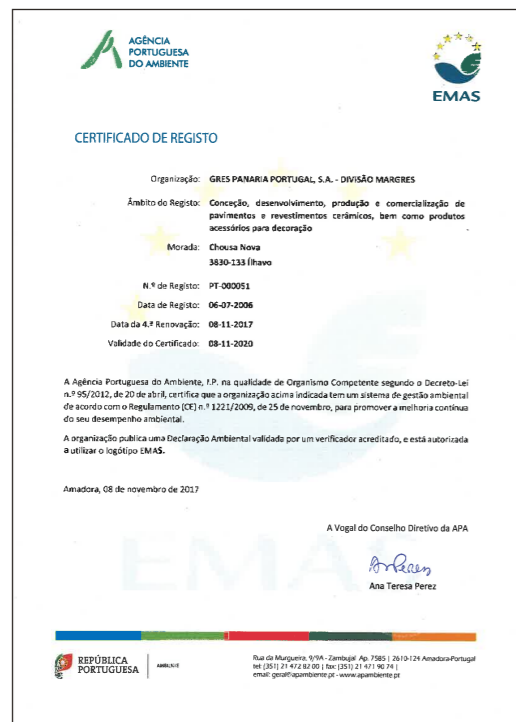 AGÊNCIA
PORTUGUESA
DO AMBIENTE
EMAS
CERTIFICADO DE REGISTO
Organização: GRES PANARIA PORTUGAL, S.A. - DIVISÃO MARGRES
Âmbito do Registo: Conceção, desenvolvimento, produção e comercialização de
pavimentos e revestimentos cerâmicos, bem como produtos
acessórios para decoração
Morada: Chousa Nova
3830-133 Ílhavo
N.º de Registo: PT-000051
Data de Registo: 06-07-2006
Data da 4.ª Renovação: 08-11-2017
Validade do Certificado: 08-11-2020
A Agência Portuguesa do Ambiente, I.P. na qualidade de Organismo Competente segundo o Decreto-Lei
n.º 95/2012, de 20 de abril, certifica que a organização acima indicada tem um sistema de gestão ambiental
de acordo com o Regulamento (CE) n.º 1221/2009, de 25 de novembro, para promover a melhoria contínua
do seu desempenho ambiental.
A organização publica uma Declaração Ambiental validada por um verificador acreditado, e está autorizada
a utilizar o logótipo EMAS.
Amadora, 08 de novembro de 2017
A Vogal do Conselho Diretivo da APA
Ana Teresa Perez
EMAS
REPÚBLICA
PORTUGUESA
AMBIENTE
Rua da Murgueira, 9/9A - Zambujal Ap. 7585 | 2610-124 Amadora-Portugal
tel: (351) 21 472 82 00 | fax: (351) 21 471 90 74 |
email: geral@apambiente.pt - www.apambiente.pt